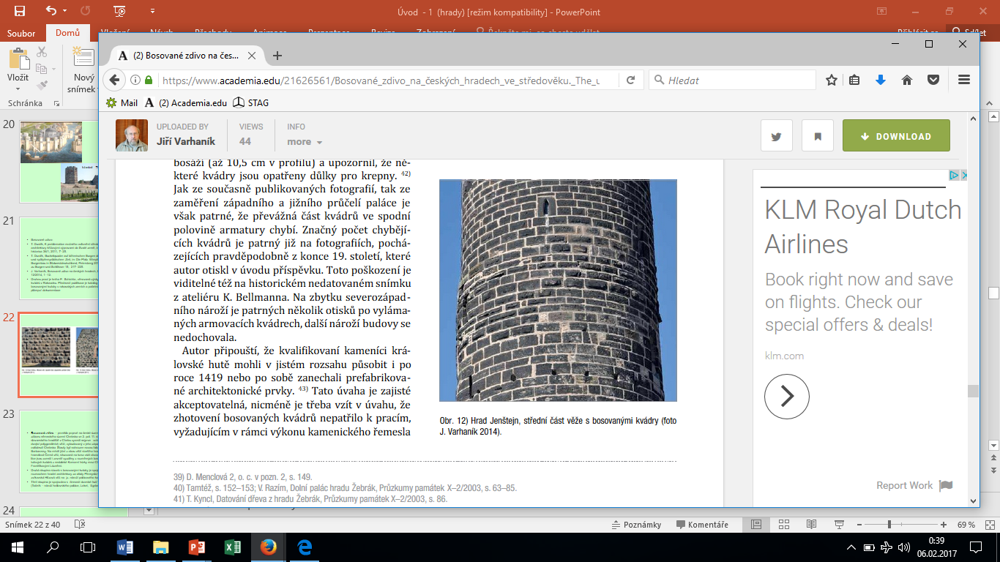 Úvod - 1 (hrady) [režim kompatibility] - PowerPoint
Soubor
Domů
Vložit
Nový
snímek
Schránka
(2) Bosované zdivo na čes...
https://www.academia.edu/21626561/Bosované_zdivo_na_českých_hradech_ve_středověku._The_u
Hledat
Mail
(2) Academia.edu
STAG
UPLOADED BY
Jiří Varhaník
VIEWS
44
INFO
more
DOWNLOAD
bosáží (až 10,5 cm v profilu) a upozornil, že ně-
které kvádry jsou opatřeny důlky pro krepny. 42)
Jak ze současně publikovaných fotografií, tak ze
zaměření západního a jižního průčelí paláce je
však patrné, že převážná část kvádrů ve spodní
polovině armatury chybí. Značný počet chybějí-
cích kvádrů je patrný již na fotografiích, pochá-
zejících pravděpodobně z konce 19. století, které
autor otiskl v úvodu příspěvku. Toto poškození je
viditelné též na historickém nedatovaném snímku
z ateliéru K. Bellmanna. Na zbytku severozápad-
ního nároží je patrných několik otisků po vyláma-
ných armovacích kvádrech, další nároží budovy se
nedochovala.
Autor připouští, že kvalifikovaní kameníci krá-
lovské hutě mohli v jistém rozsahu působit i po
roce 1419 nebo po sobě zanechali prefabrikova-
né architektonické prvky. 43) Tato úvaha je zajisté
akceptovatelná, nicméně je třeba vzít v úvahu, že
zhotovení bosovaných kvádrů nepatřilo k pracím,
vyžadujícím v rámci výkonu kamenického řemesla
Obr. 12) Hrad Jenštejn, střední část věže s bosovanými kvádry (foto
J. Varhaník 2014).
39) D. Menclová 2, o. c. v pozn. 2, s. 149.
40) Tamtéž, s. 152–153; V. Razím, Dolní palác hradu Žebrák, Průzkumy památek X–2/2003, s. 63–85.
41) T. Kyncl, Datování dřeva z hradu Žebrák, Průzkumy památek X–2/2003, s. 86.
KLM Royal Dutch
Airlines
Book right now and save
on flights. Check our
special offers & deals!
klm.com
Report Work
20
21
22
23
24
Snímek 22 z 40
Poznámky
Komentáře
69 %
0:39
06.02.2017